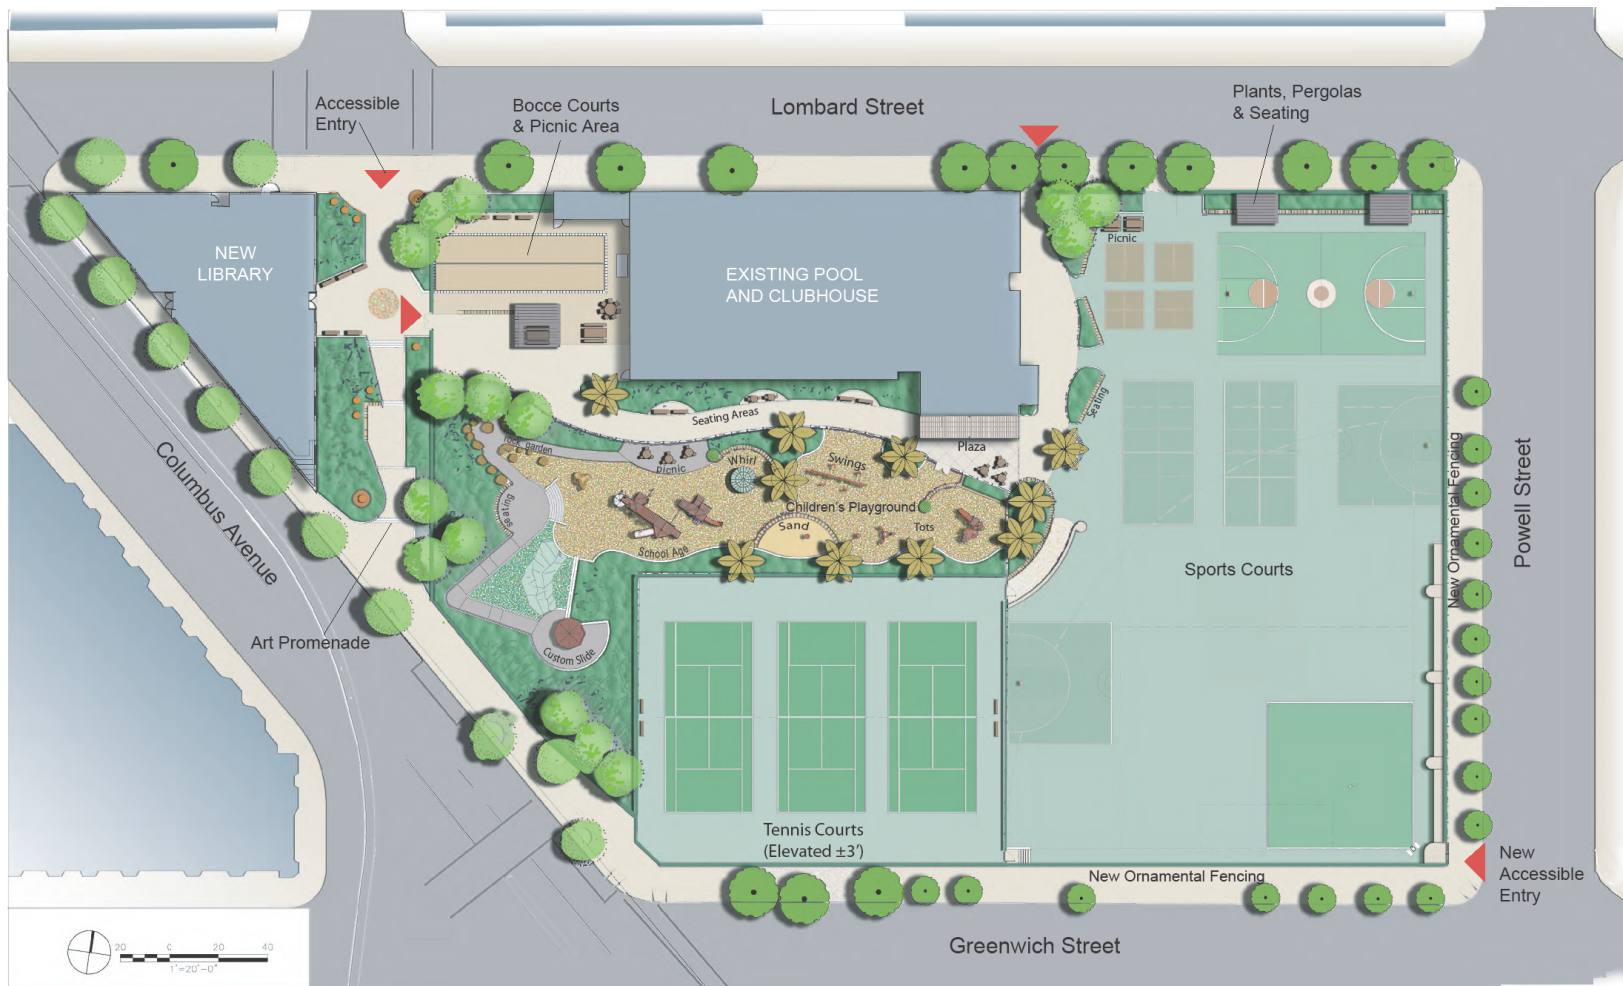 Accessible
Entry
Bocce Courts
& Picnic Area
Lombard Street
Plants, Pergolas
& Seating
NEW
LIBRARY
EXISTING POOL
AND CLUBHOUSE
Picnic
Seating
Seating Areas
Plaza
rock garden
picnic
Whirl
Swings
seating
Children's Playground
Sand
Tots
School Age
Columbus Avenue
Art Promenade
Custom Slide
Sports Courts
New Ornamental Fencing
Powell Street
Tennis Courts
(Elevated ±3')
New Ornamental Fencing
New
Accessible
Entry
Greenwich Street
20 0 20 40
1"=20'-0"